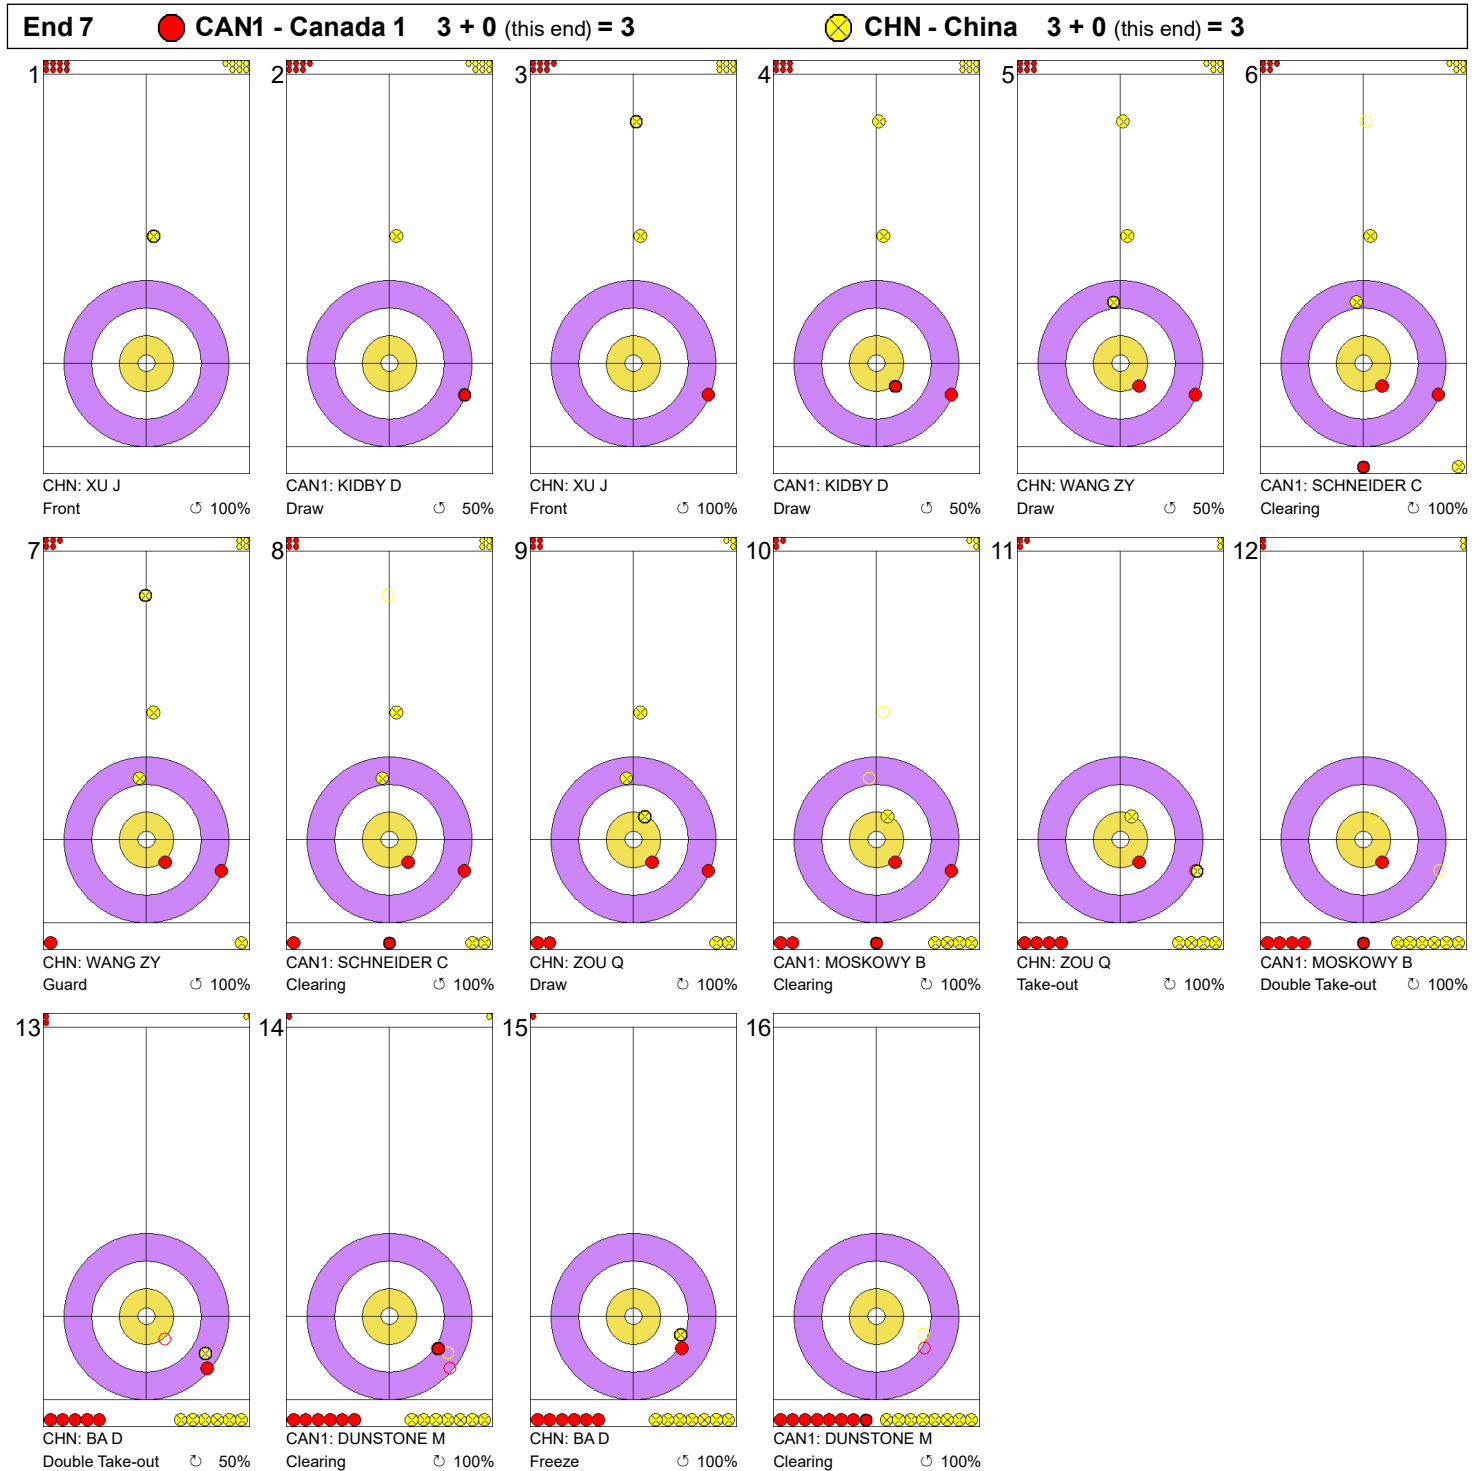 End 7 CAN1 - Canada 1 3 + 0 (this end) = 3 CHN - China 3 + 0 (this end) = 3
1 2 3 4 5 6
CHN: XU J CAN1: KIDBY D CHN: XU J CAN1: KIDBY D CHN: WANG ZY CAN1: SCHNEIDER C
Front ↺ 100% Draw ↺ 50% Front ↺ 100% Draw ↺ 50% Draw ↺ 50% Clearing ↻ 100%
7 8 9 10 11 12
CHN: WANG ZY CAN1: SCHNEIDER C CHN: ZOU Q CAN1: MOSKOWY B CHN: ZOU Q CAN1: MOSKOWY B
Guard ↺ 100% Clearing ↺ 100% Draw ↻ 100% Clearing ↻ 100% Take-out ↻ 100% Double Take-out ↻ 100%
13 14 15 16
CHN: BA D CAN1: DUNSTONE M CHN: BA D CAN1: DUNSTONE M
Double Take-out ↻ 50% Clearing ↻ 100% Freeze ↺ 100% Clearing ↺ 100%